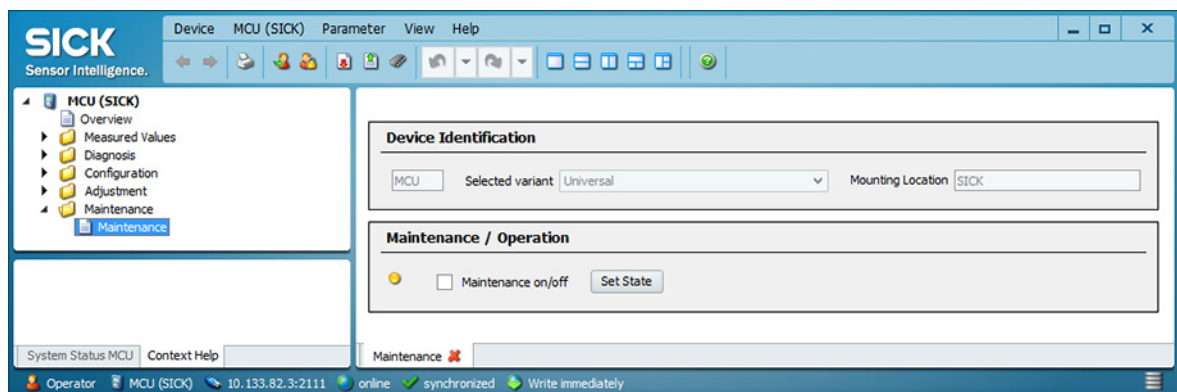 SICK
Sensor Intelligence.
Device MCU (SICK) Parameter View Help
MCU (SICK)
Overview
Measured Values
Diagnosis
Configuration
Adjustment
Maintenance
Maintenance
System Status MCU Context Help
Device Identification
MCU Selected variant Universal Mounting Location SICK
Maintenance / Operation
Maintenance on/off Set State
Maintenance
Operator MCU (SICK) 10.133.82.3:2111 online synchronized Write immediately